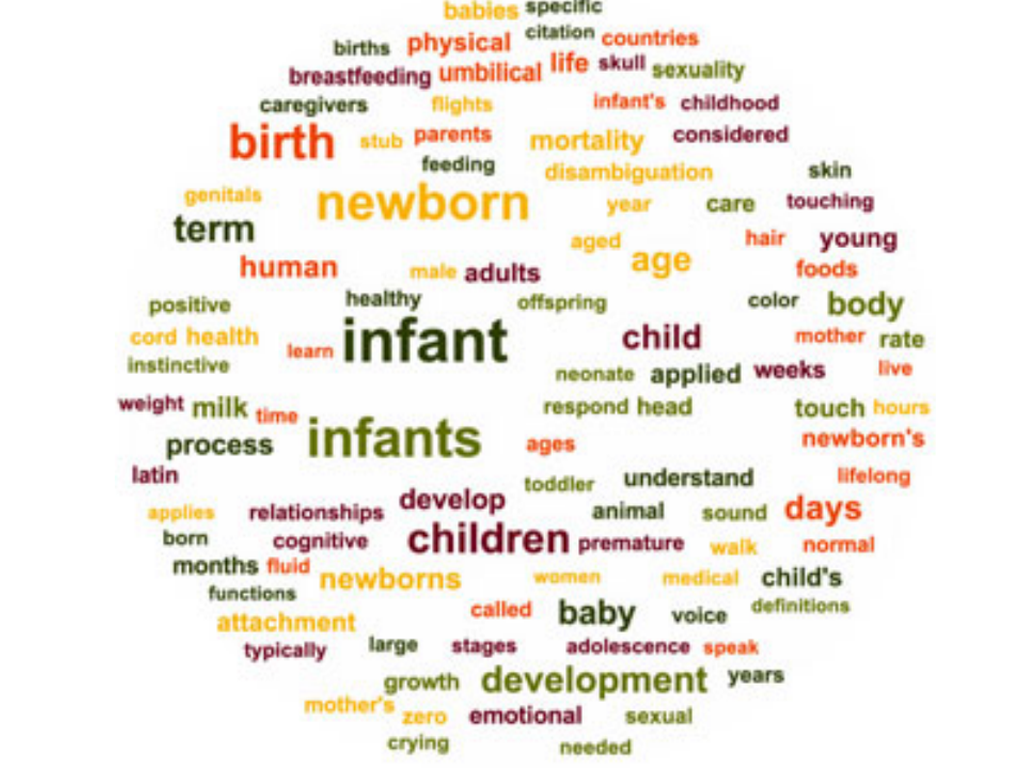 babies specific
births physical citation countries
breastfeeding umbilical life skull sexuality
caregivers flights infant's childhood
birth stub parents mortality considered
feeding disambiguation skin
genitals newborn year care touching
term aged hair young
human male adults age foods
positive healthy offspring color body
cord health learn infant child mother rate
instinctive neonate applied weeks live
weight milk time respond head touch hours
process infants ages newborn's
latin toddler understand lifelong
applies relationships develop animal sound days
born cognitive children premature walk normal
months fluid newborns women medical child's
functions called baby voice definitions
attachment
typically large stages adolescence speak
growth development years
mother's zero emotional sexual
crying needed